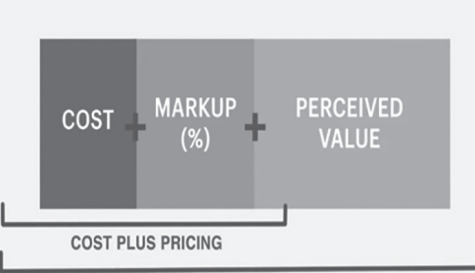 COST + MARKUP + PERCEIVED
(%) VALUE
COST PLUS PRICING